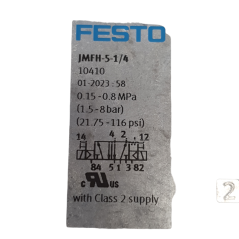 FESTO
JMFH-5-1/4
10410
01-2023 : 58
0.15 -0.8 MPa
(1.5-8 bar)
(21.75 -116 psi)
4 2
14 12
84 5 1 3 82
c US
with Class 2 supply
2